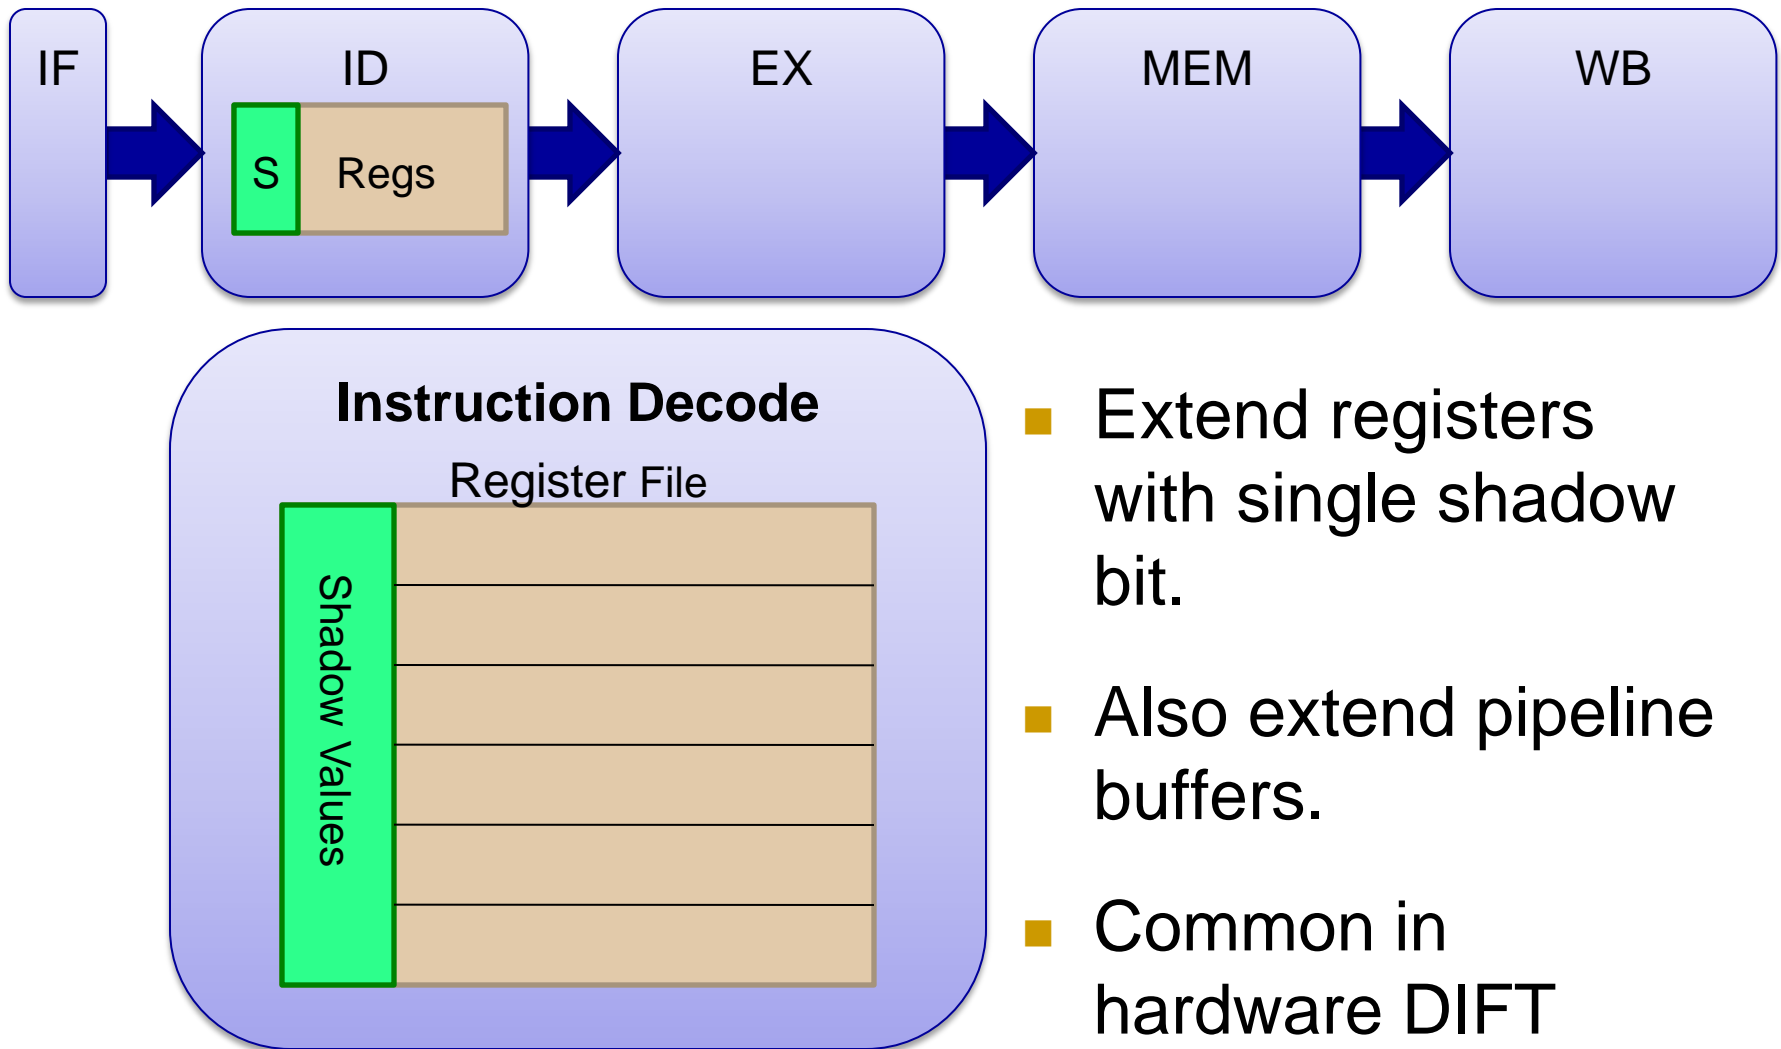 IF
ID
EX
MEM
WB
S
Regs
Instruction Decode
Register File
Shadow Values
Extend registers
with single shadow
bit.
Also extend pipeline
buffers.
Common in
hardware DIFT